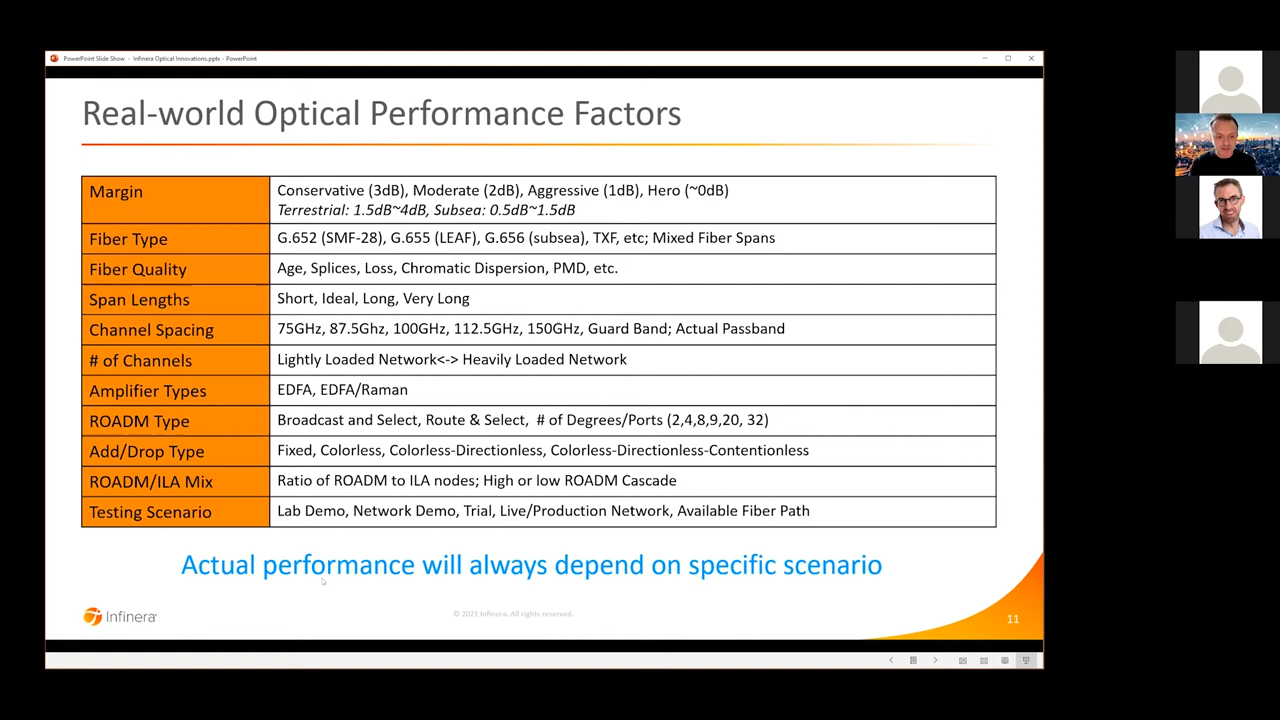 PowerPoint Slide Show - Infinera Optical Innovations.pptx - PowerPoint
Real-world Optical Performance Factors
Margin
Conservative (3dB), Moderate (2dB), Aggressive (1dB), Hero (~0dB)
Terrestrial: 1.5dB~4dB, Subsea: 0.5dB~1.5dB
Fiber Type
G.652 (SMF-28), G.655 (LEAF), G.656 (subsea), TXF, etc; Mixed Fiber Spans
Fiber Quality
Age, Splices, Loss, Chromatic Dispersion, PMD, etc.
Span Lengths
Short, Ideal, Long, Very Long
Channel Spacing
75GHz, 87.5Ghz, 100GHz, 112.5GHz, 150GHz, Guard Band; Actual Passband
# of Channels
Lightly Loaded Network<-> Heavily Loaded Network
Amplifier Types
EDFA, EDFA/Raman
ROADM Type
Broadcast and Select, Route & Select, # of Degrees/Ports (2,4,8,9,20, 32)
Add/Drop Type
Fixed, Colorless, Colorless-Directionless, Colorless-Directionless-Contentionless
ROADM/ILA Mix
Ratio of ROADM to ILA nodes; High or low ROADM Cascade
Testing Scenario
Lab Demo, Network Demo, Trial, Live/Production Network, Available Fiber Path
Actual performance will always depend on specific scenario
Infinera
© 2021 Infinera. All rights reserved.
11